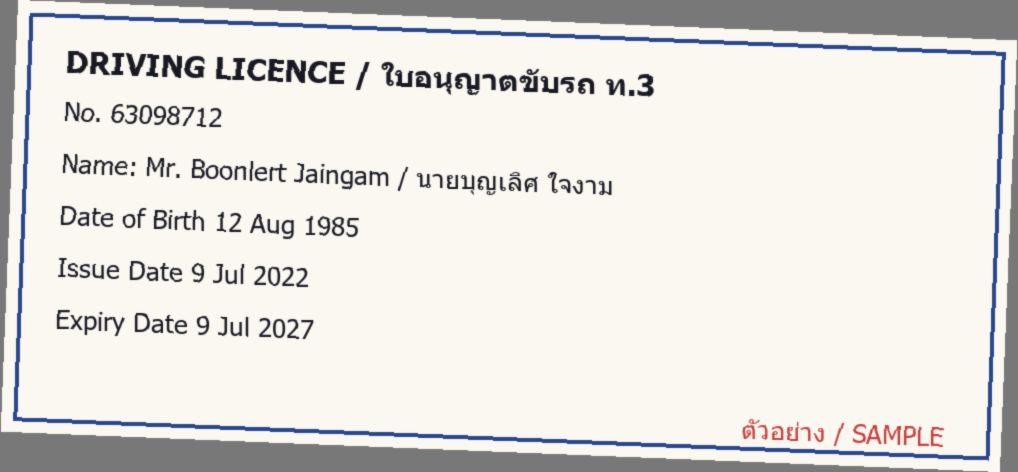 DRIVING LICENCE / ใบอนุญาตขับรถ ท.3
No. 63098712
Name: Mr. Boonlert Jaingam / นายบุญเลิศ ใจงาม
Date of Birth 12 Aug 1985
Issue Date 9 Jul 2022
Expiry Date 9 Jul 2027
ตัวอย่าง / SAMPLE